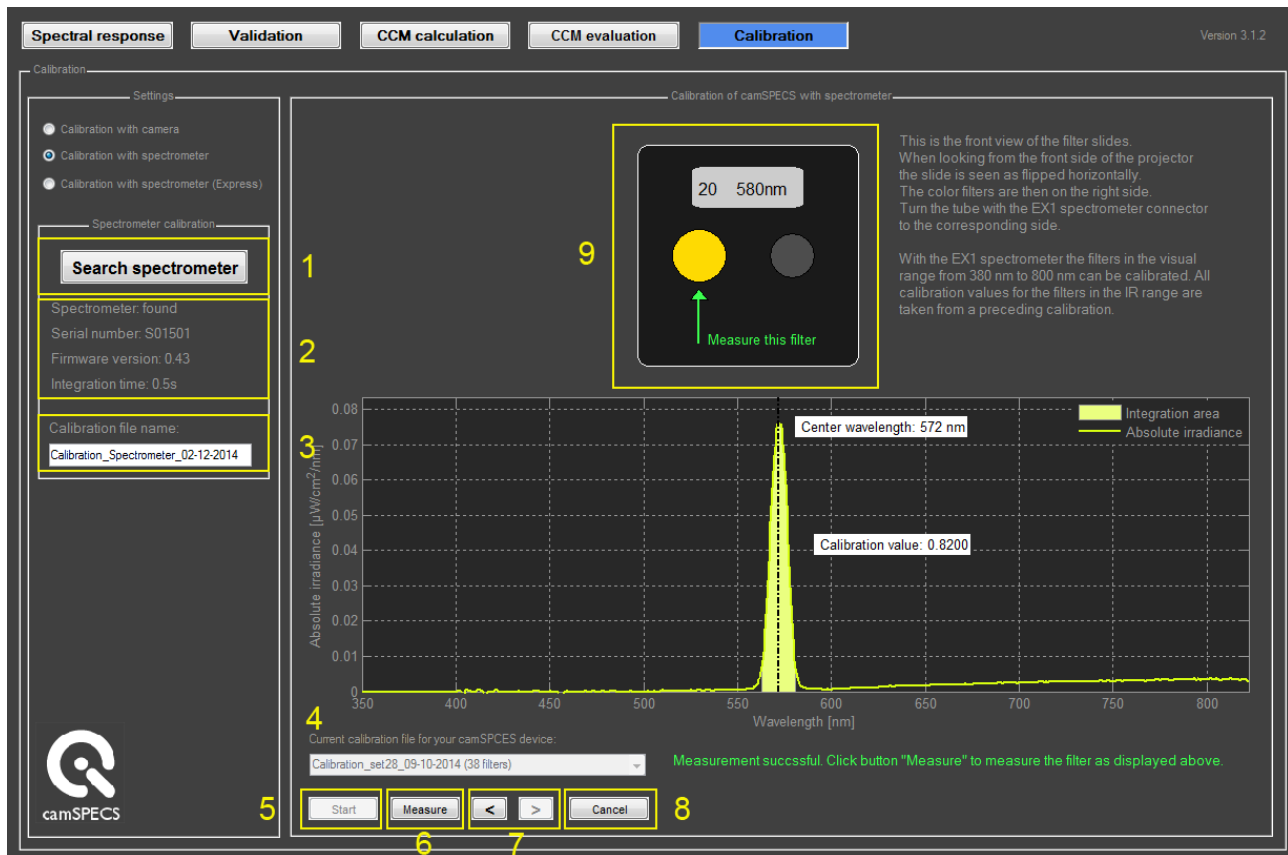 Spectral response
Validation
CCM calculation
CCM evaluation
Calibration
Version 3.1.2
Calibration
Settings
Calibration with camera
Calibration with spectrometer
Calibration with spectrometer (Express)
Spectrometer calibration
Search spectrometer
1
Spectrometer: found
Serial number: S01501
Firmware version: 0.43
Integration time: 0.5s
2
Calibration file name:
Calibration_Spectrometer_02-12-2014
3
camSPECS
Calibration of camSPECS with spectrometer
9
20 580nm
Measure this filter
This is the front view of the filter slides.
When looking from the front side of the projector
the slide is seen as flipped horizontally.
The color filters are then on the right side.
Turn the tube with the EX1 spectrometer connector
to the corresponding side.
With the EX1 spectrometer the filters in the visual
range from 380 nm to 800 nm can be calibrated. All
calibration values for the filters in the IR range are
taken from a preceding calibration.
Absolute irradiance [µW/cm²/nm]
0.08
0.07
0.06
0.05
0.04
0.03
0.02
0.01
0
Center wavelength: 572 nm
Calibration value: 0.8200
Integration area
Absolute irradiance
350 400 450 500 550 600 650 700 750 800
Wavelength [nm]
4
Current calibration file for your camSPCES device:
Calibration_set28_09-10-2014 (38 filters)
Measurement succssful. Click button "Measure" to measure the filter as displayed above.
5
Start
Measure
<
>
Cancel
8
6
7